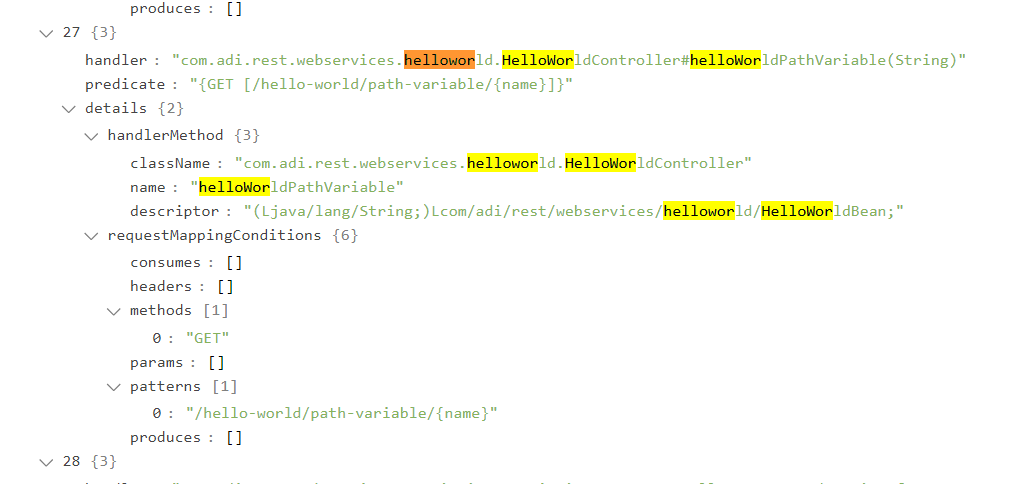 produces : []
27 {3}
handler : "com.adi.rest.webservices.helloworld.HelloWorldController#helloWorldPathVariable(String)"
predicate : "{GET [/hello-world/path-variable/{name}]}"
details {2}
handlerMethod {3}
className : "com.adi.rest.webservices.helloworld.HelloWorldController"
name : "helloWorldPathVariable"
descriptor : "(Ljava/lang/String;)Lcom/adi/rest/webservices/helloworld/HelloWorldBean;"
requestMappingConditions {6}
consumes : []
headers : []
methods [1]
0 : "GET"
params : []
patterns [1]
0 : "/hello-world/path-variable/{name}"
produces : []
28 {3}